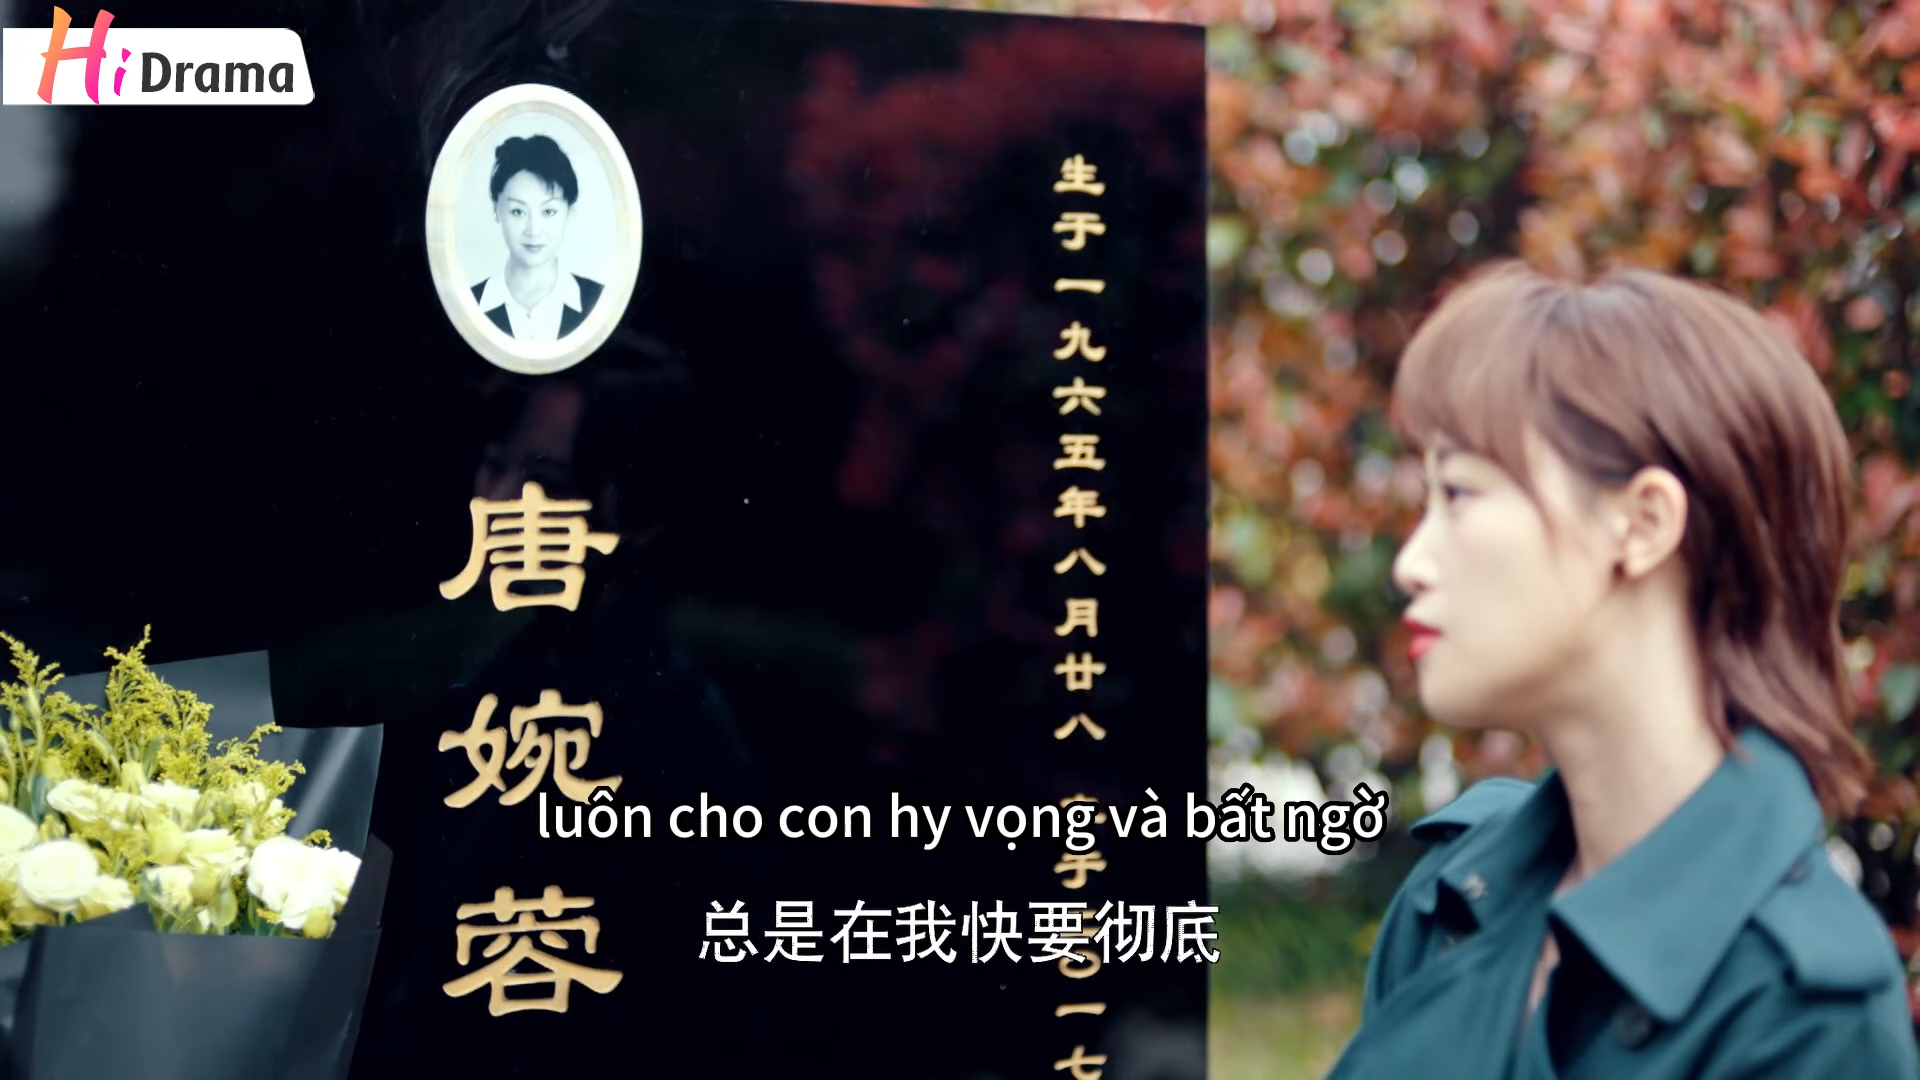 Hi Drama
生于一九六五年八月廿八
唐婉蓉
luôn cho con hy vọng và bất ngờ
总是在我快要彻底